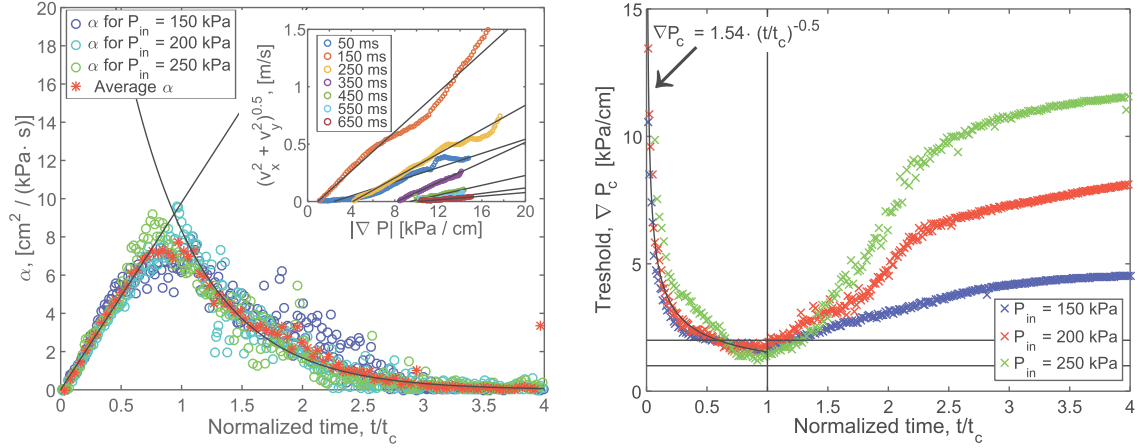 α for P_in = 150 kPa
α for P_in = 200 kPa
α for P_in = 250 kPa
Average α
α, [cm² / (kPa· s)]
20
18
16
14
12
10
8
6
4
2
0
0
0.5
1
1.5
2
2.5
3
3.5
4
Normalized time, t/t_c
50 ms
150 ms
250 ms
350 ms
450 ms
550 ms
650 ms
(v_x² + v_y²)^0.5, [m/s]
1.5
1
0.5
0
0
4
8
12
16
20
|∇ P| [kPa / cm]
∇P_c = 1.54· (t/t_c)^-0.5
Treshold, ∇ P_c [kPa/cm]
15
10
5
0
0
0.5
1
1.5
2
2.5
3
3.5
4
Normalized time, t/t_c
P_in = 150 kPa
P_in = 200 kPa
P_in = 250 kPa